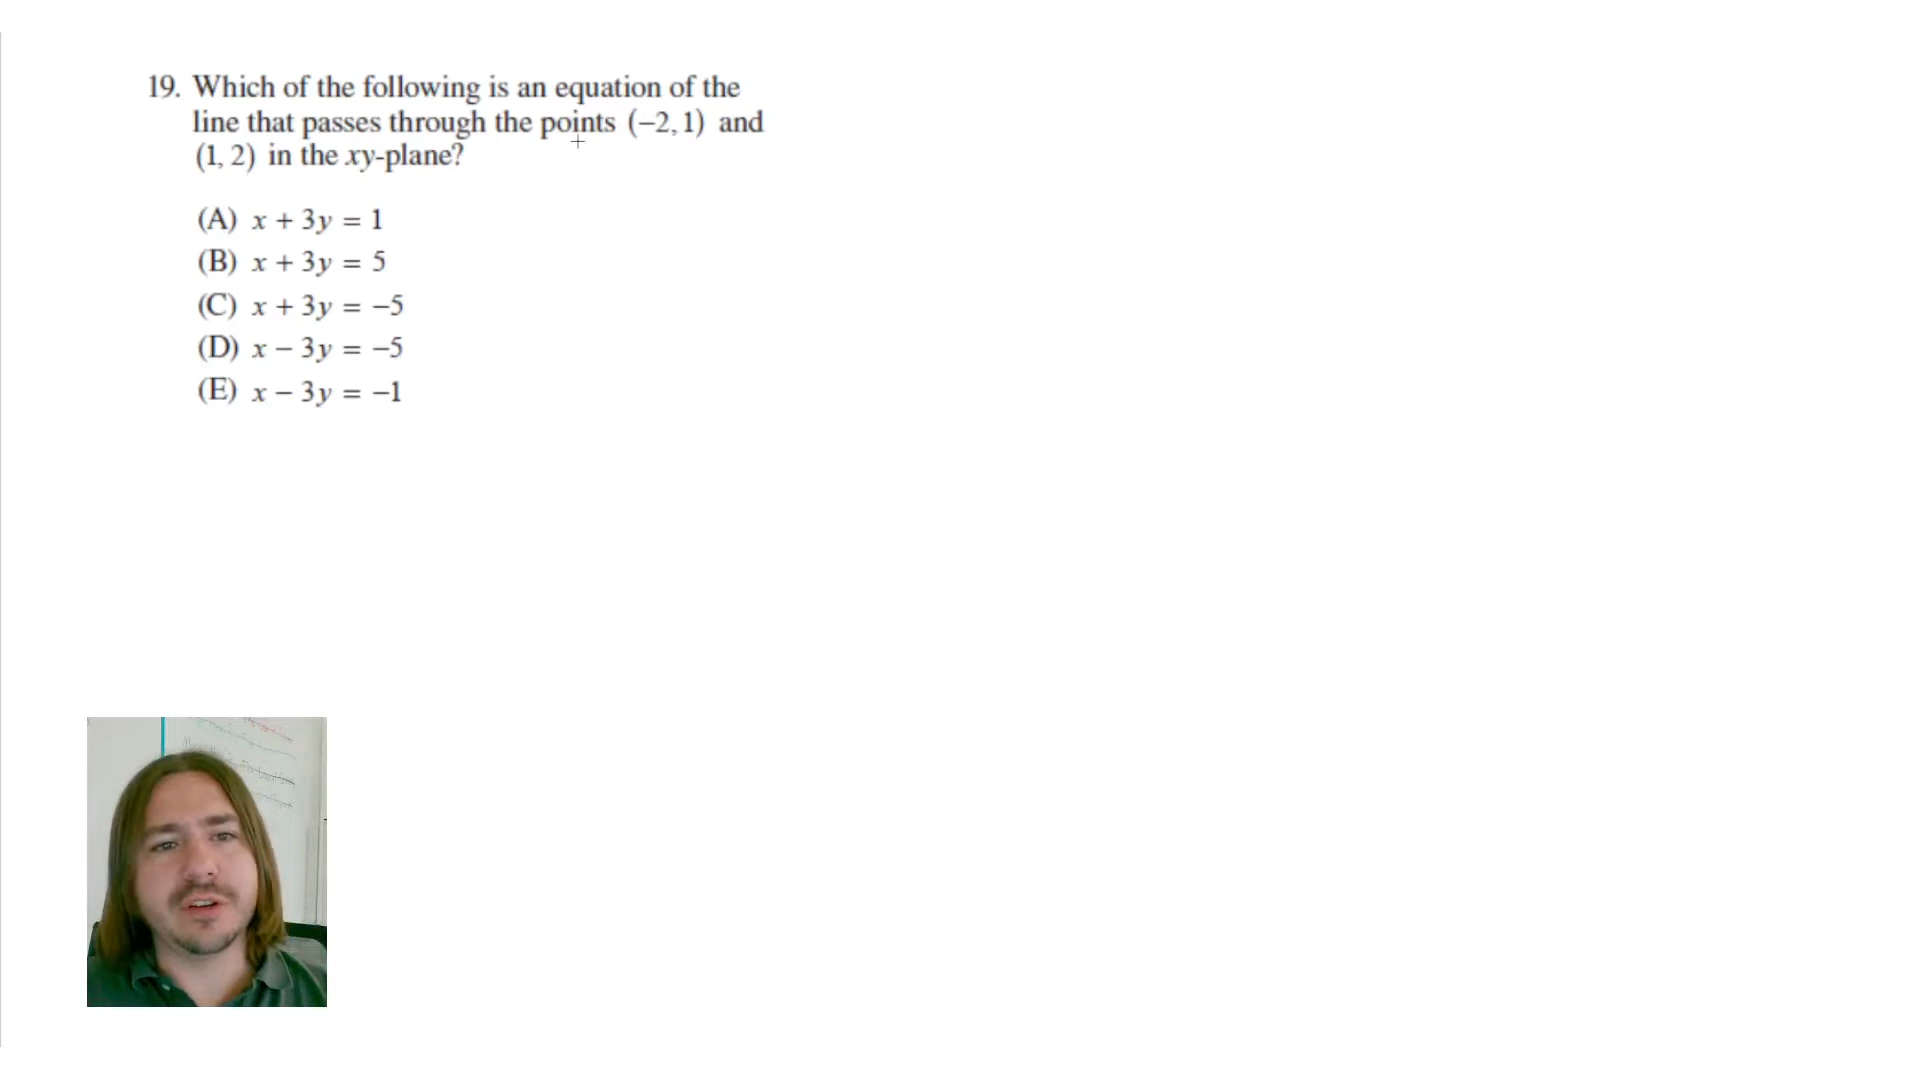 19. Which of the following is an equation of the
line that passes through the points (−2, 1) and
(1, 2) in the xy-plane?
(A) x + 3y = 1
(B) x + 3y = 5
(C) x + 3y = −5
(D) x − 3y = −5
(E) x − 3y = −1